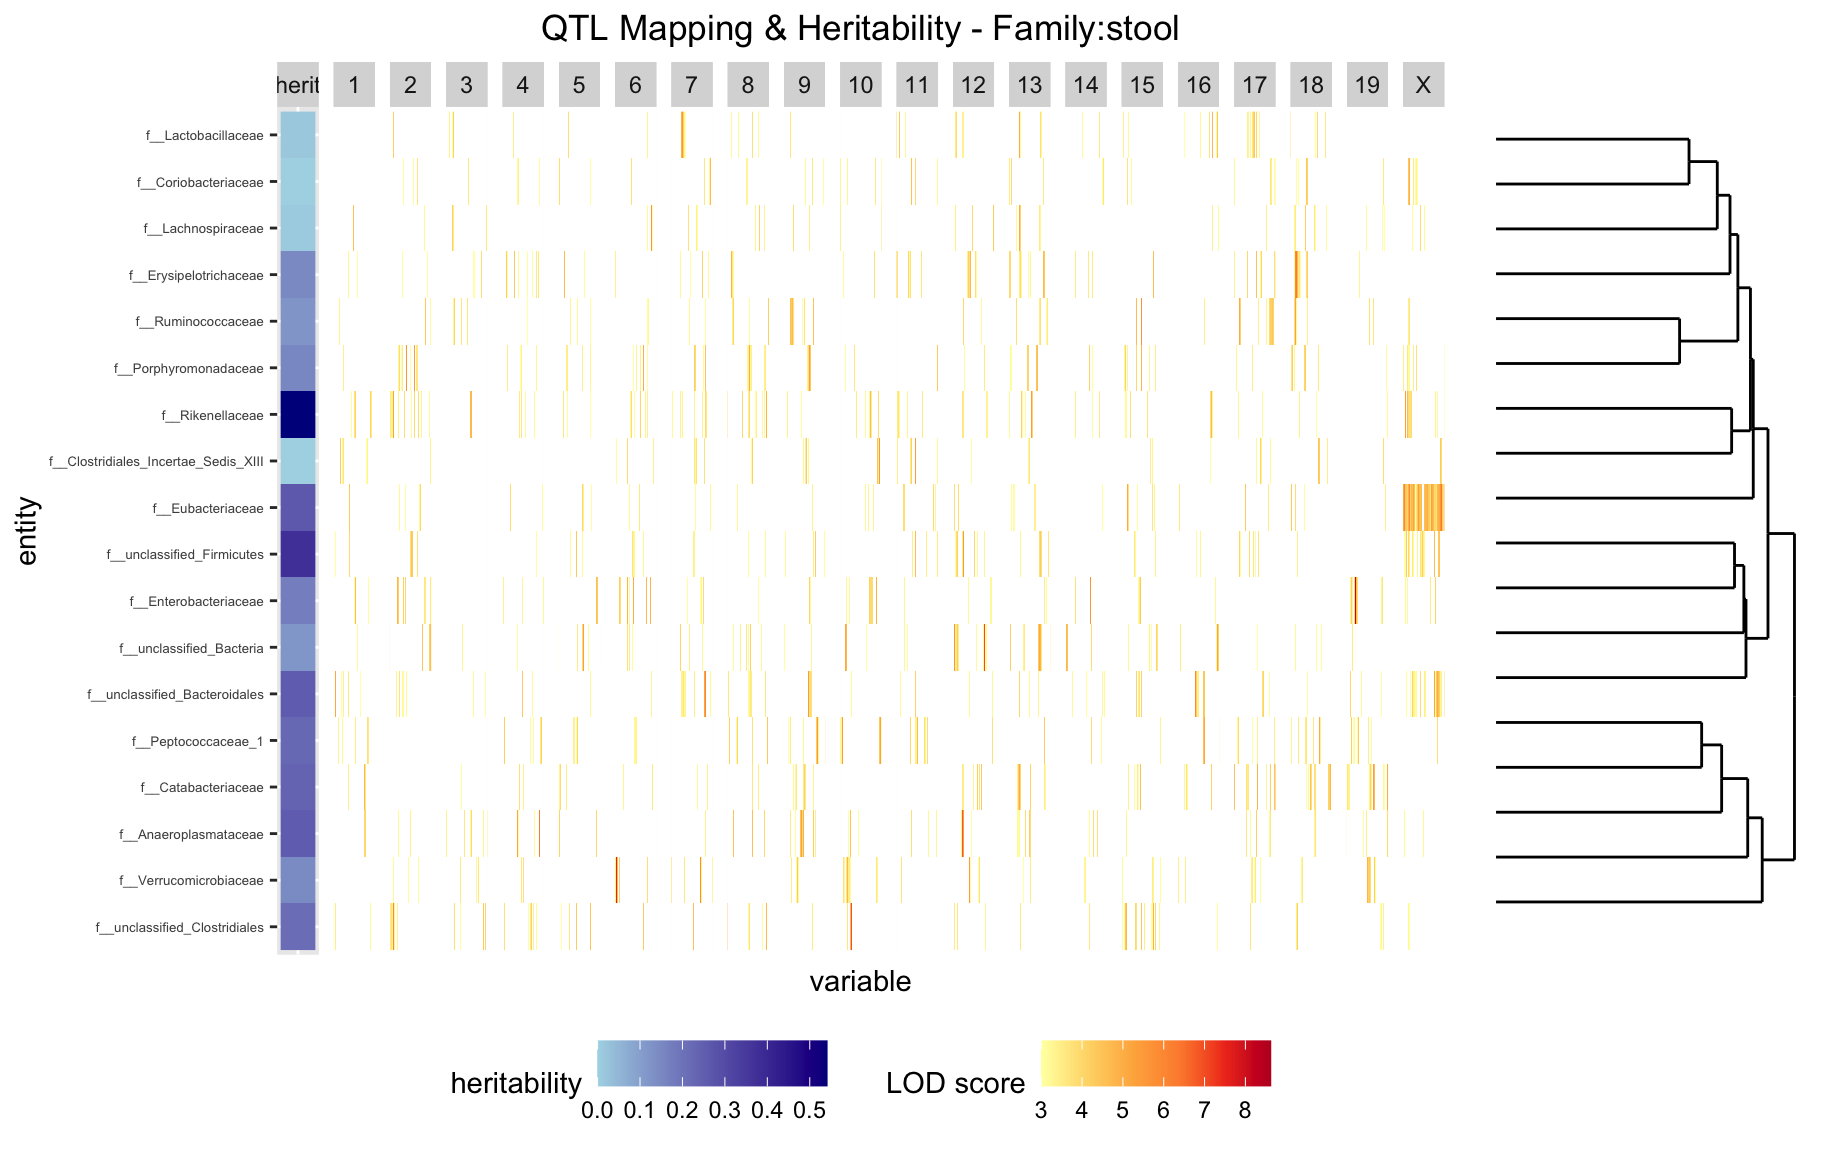 QTL Mapping & Heritability - Family:stool
herit 1 2 3 4 5 6 7 8 9 10 11 12 13 14 15 16 17 18 19 X
f__Lactobacillaceae
f__Coriobacteriaceae
f__Lachnospiraceae
f__Erysipelotrichaceae
f__Ruminococcaceae
f__Porphyromonadaceae
f__Rikenellaceae
f__Clostridiales_Incertae_Sedis_XIII
f__Eubacteriaceae
f__unclassified_Firmicutes
f__Enterobacteriaceae
f__unclassified_Bacteria
f__unclassified_Bacteroidales
f__Peptococcaceae_1
f__Catabacteriaceae
f__Anaeroplasmataceae
f__Verrucomicrobiaceae
f__unclassified_Clostridiales
entity
variable
heritability
0.0 0.1 0.2 0.3 0.4 0.5
LOD score
3 4 5 6 7 8